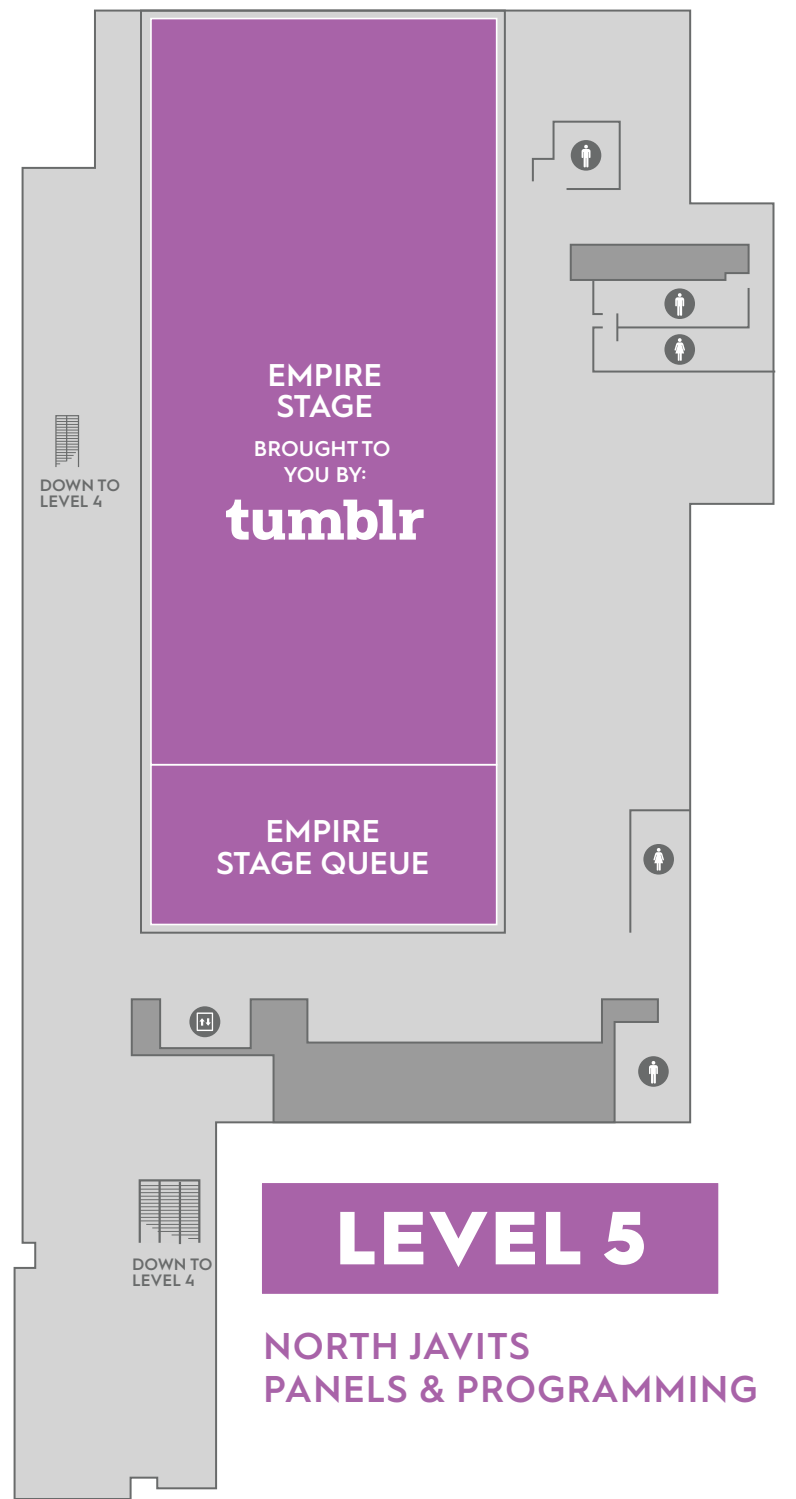 EMPIRE
STAGE
BROUGHT TO
YOU BY:
tumblr
DOWN TO
LEVEL 4
EMPIRE
STAGE QUEUE
DOWN TO
LEVEL 4
LEVEL 5
NORTH JAVITS
PANELS & PROGRAMMING